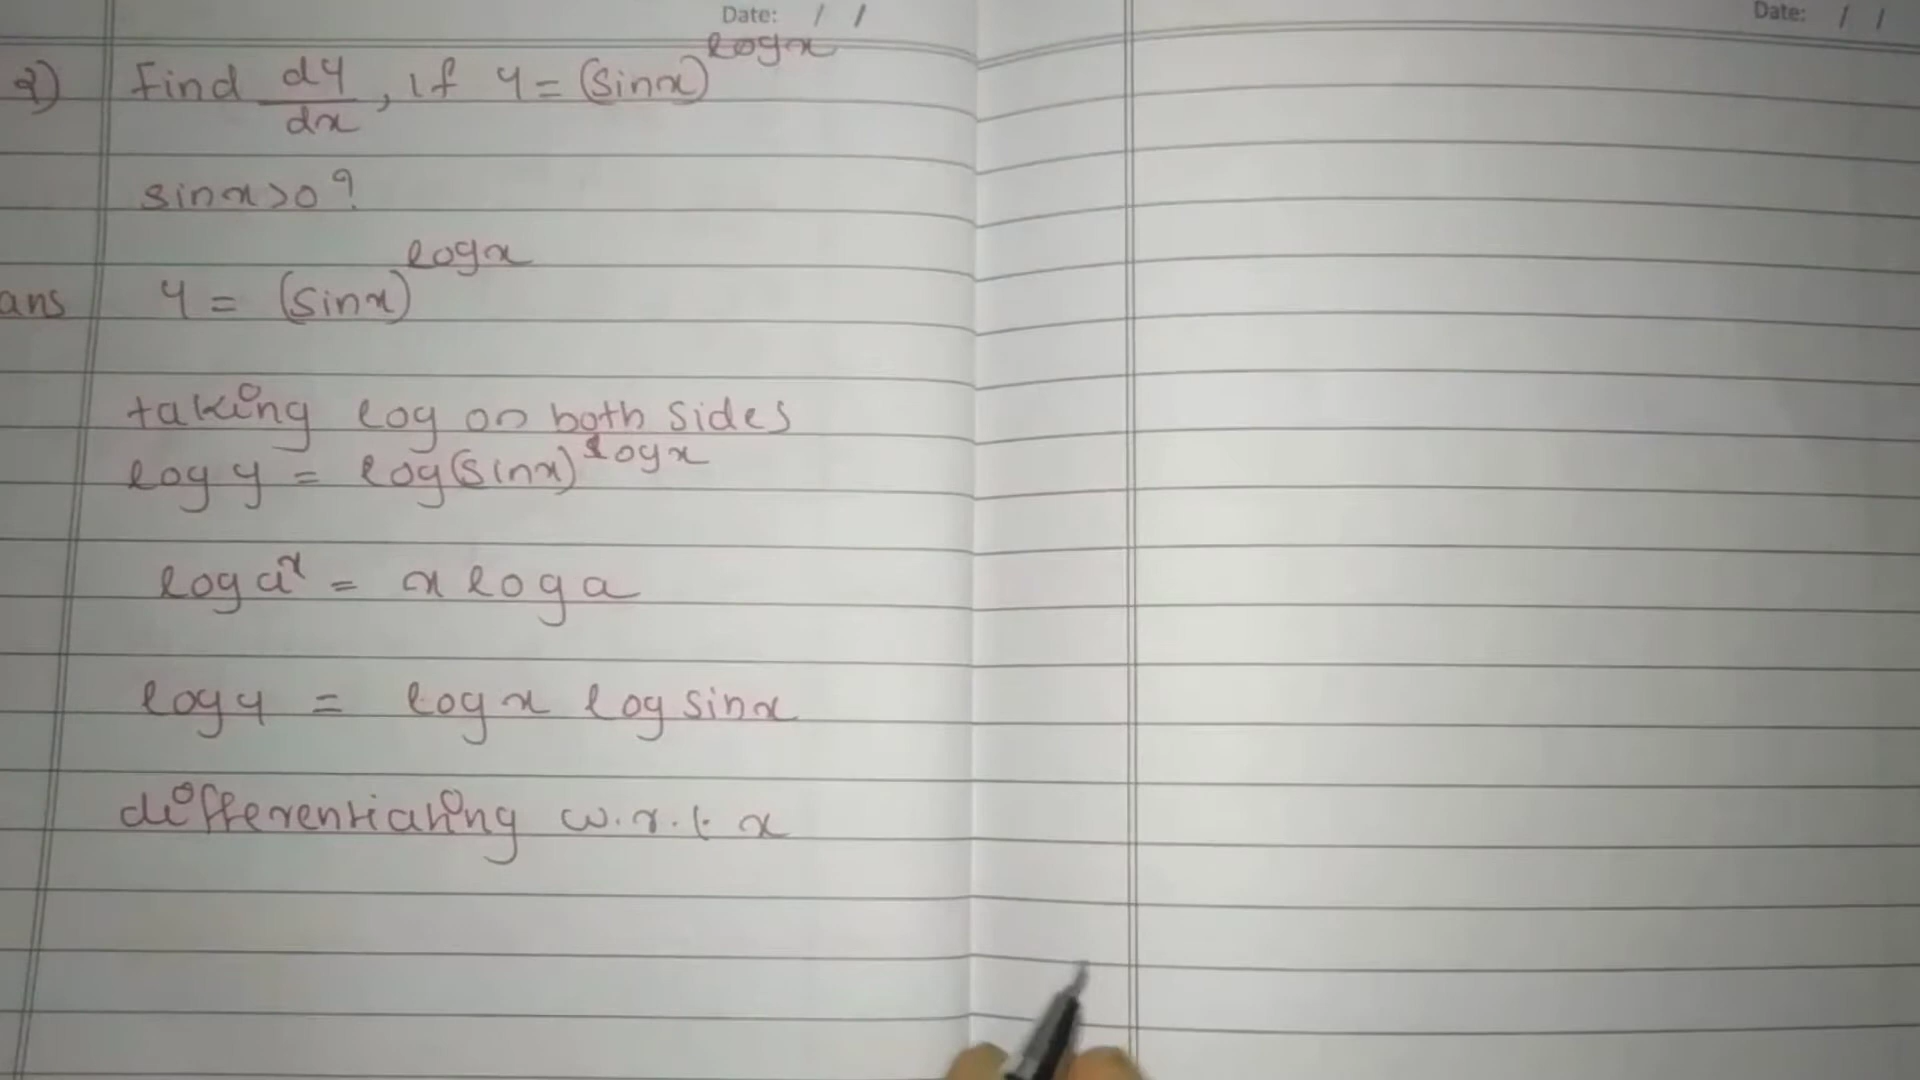 Date: / /
Date: / /
2) Find dy/dx, if y = (sinx)^logx
sinx>0?
ans y = (sinx)^logx
taking log on both sides
log y = log(sinx)^logx
log a^x = x log a
log y = log x log sinx
differentiating w.r.t x